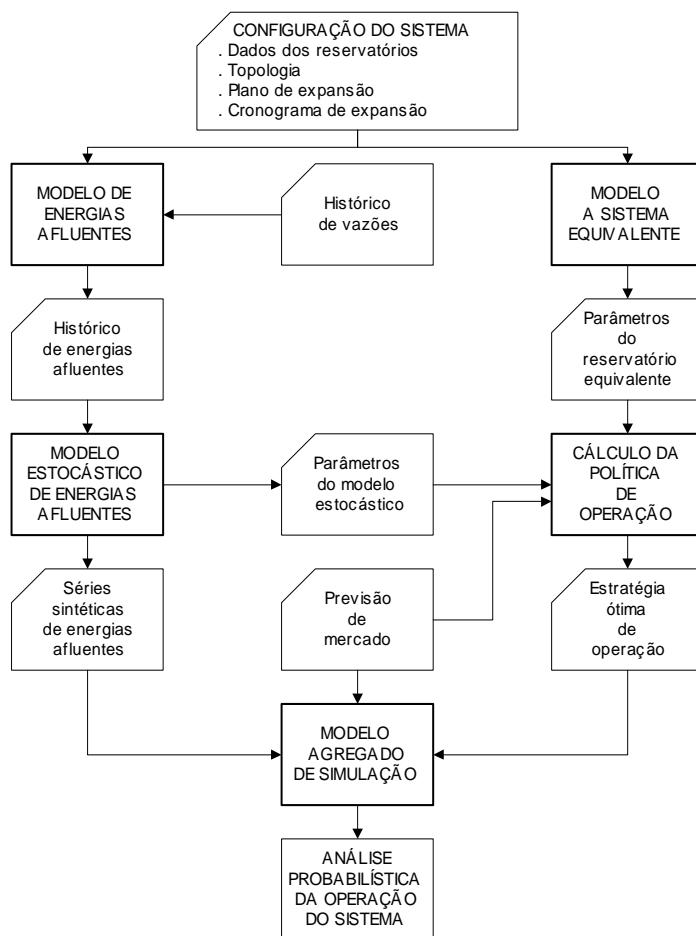 CONFIGURAÇÃO DO SISTEMA
. Dados dos reservatórios
. Topologia
. Plano de expansão
. Cronograma de expansão
MODELO DE
ENERGIAS
AFLUENTES
Histórico
de vazões
MODELO
A SISTEMA
EQUIVALENTE
Histórico
de energias
afluentes
Parâmetros
do
reservatório
equivalente
MODELO
ESTOCÁSTICO
DE ENERGIAS
AFLUENTES
Parâmetros
do modelo
estocástico
CÁLCULO DA
POLÍTICA
DE
OPERAÇÃO
Séries
sintéticas
de energias
afluentes
Previsão
de
mercado
Estratégia
ótima
de
operação
MODELO
AGREGADO
DE SIMULAÇÃO
ANÁLISE
PROBABILÍSTICA
DA OPERAÇÃO
DO SISTEMA